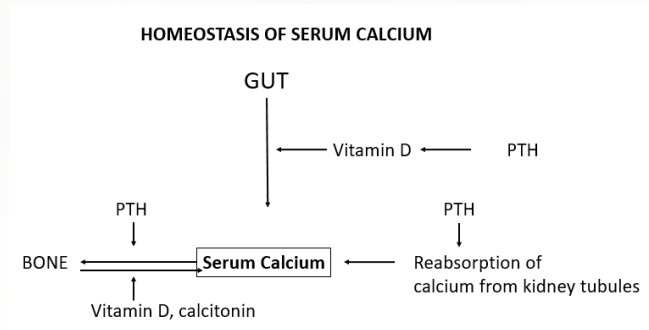 HOMEOSTASIS OF SERUM CALCIUM
GUT
Vitamin D
PTH
PTH
PTH
BONE
Serum Calcium
Reabsorption of
calcium from kidney tubules
Vitamin D, calcitonin